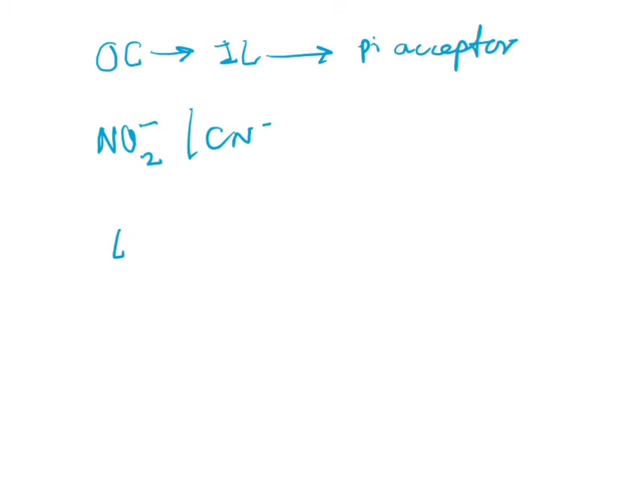 OC → IL → pi acceptor
NO₂⁻ | CN⁻
L